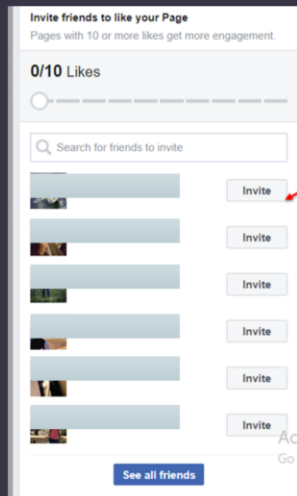 Invite friends to like your Page
Pages with 10 or more likes get more engagement.
0/10 Likes
Search for friends to invite
Invite
Invite
Invite
Invite
Invite
Invite
See all friends
Go